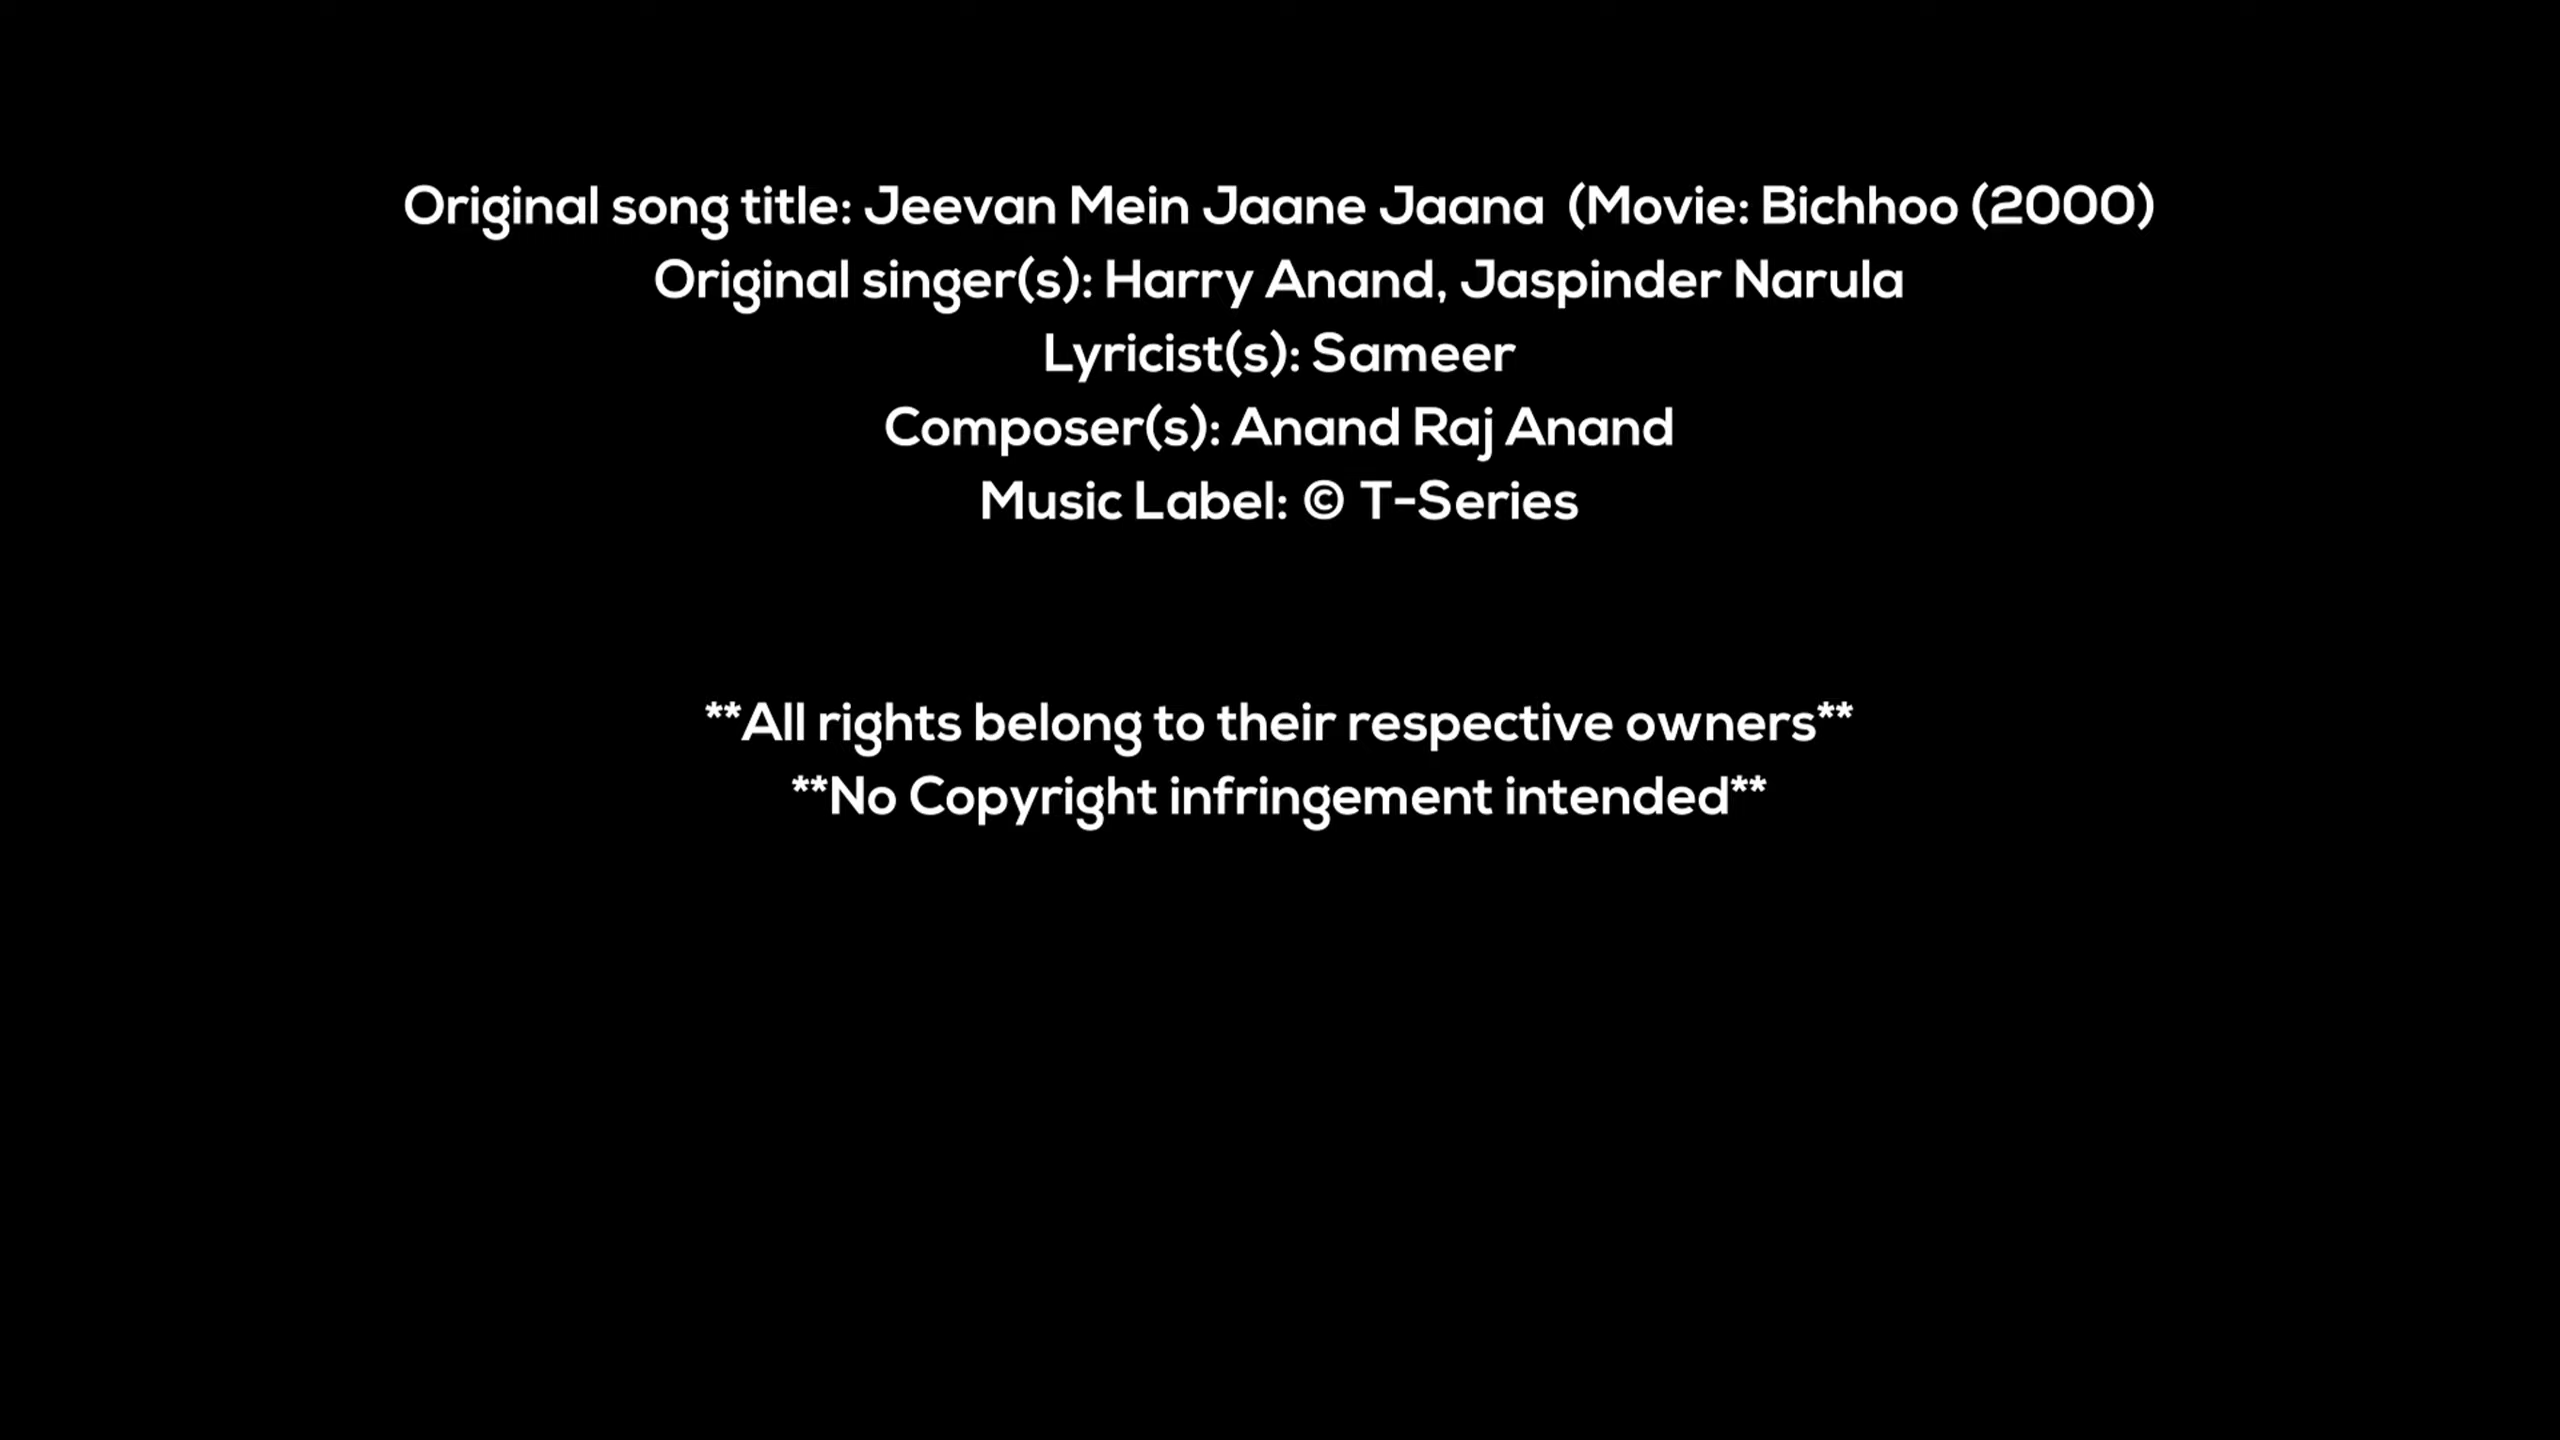 Original song title: Jeevan Mein Jaane Jaana  (Movie: Bichhoo (2000)
Original singer(s): Harry Anand, Jaspinder Narula
Lyricist(s): Sameer
Composer(s): Anand Raj Anand
Music Label: © T-Series
**All rights belong to their respective owners**
**No Copyright infringement intended**